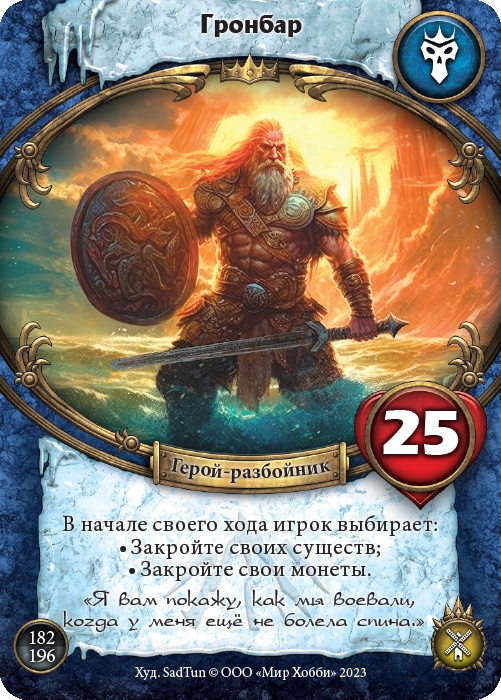 Гронбар
25
Герой-разбойник
В начале своего хода игрок выбирает:
• Закройте своих существ;
• Закройте свои монеты.
«Я вам покажу, как мы воевали,
когда у меня ещё не болела спина.»
182
196
Худ. SadTun © ООО «Мир Хобби» 2023